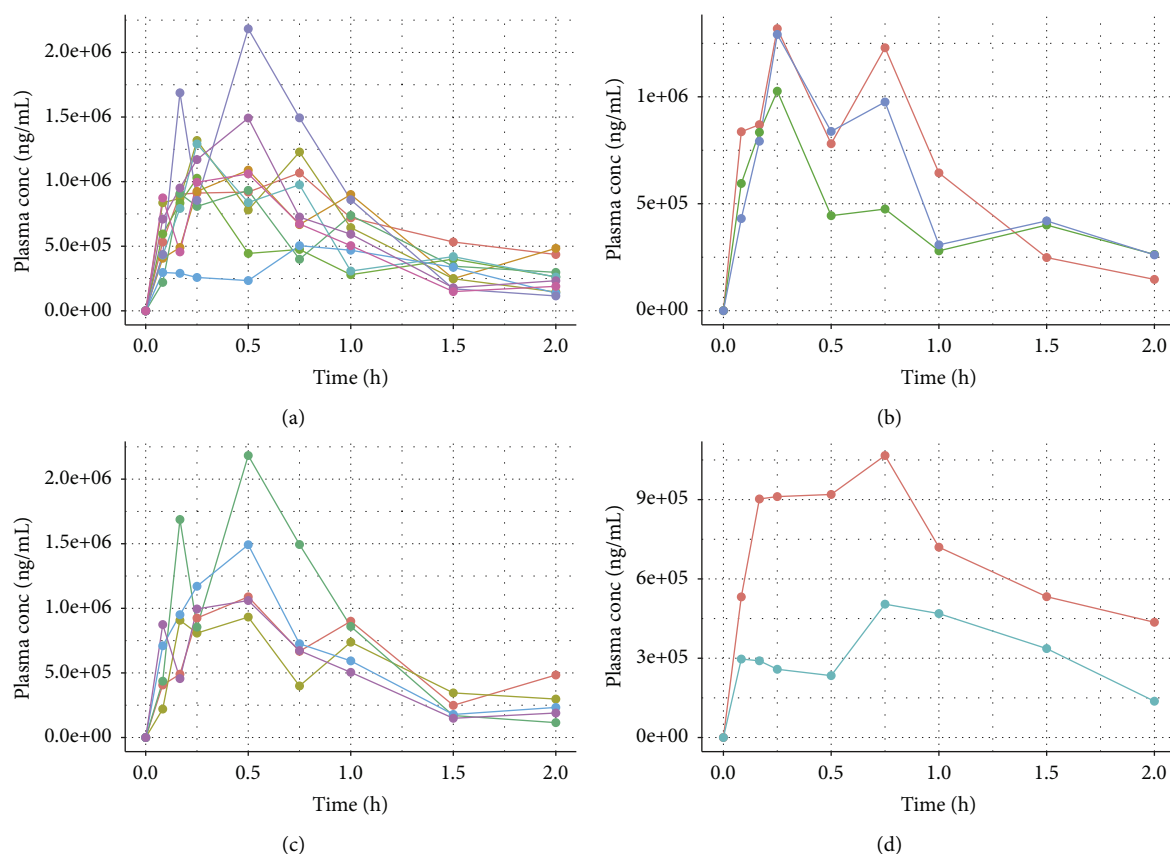 Plasma conc (ng/mL)
2.0e+06
1.5e+06
1.0e+06
5.0e+05
0.0e+00
0.0 0.5 1.0 1.5 2.0
Time (h)
(a)
Plasma conc (ng/mL)
1e+06
5e+05
0e+00
0.0 0.5 1.0 1.5 2.0
Time (h)
(b)
Plasma conc (ng/mL)
2.0e+06
1.5e+06
1.0e+06
5.0e+05
0.0e+00
0.0 0.5 1.0 1.5 2.0
Time (h)
(c)
Plasma conc (ng/mL)
9e+05
6e+05
3e+05
0e+00
0.0 0.5 1.0 1.5 2.0
Time (h)
(d)